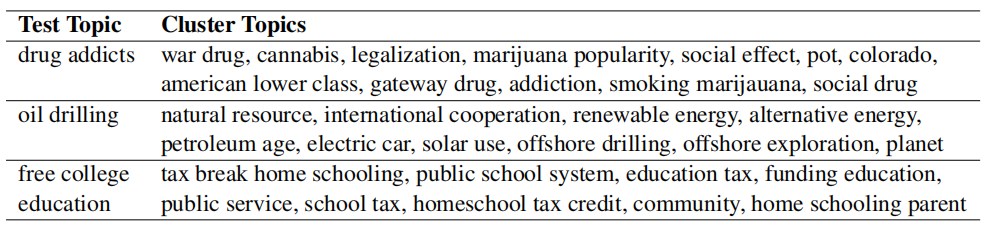 Test Topic Cluster Topics
drug addicts war drug, cannabis, legalization, marijuana popularity, social effect, pot, colorado,
american lower class, gateway drug, addiction, smoking marijauana, social drug
oil drilling natural resource, international cooperation, renewable energy, alternative energy,
petroleum age, electric car, solar use, offshore drilling, offshore exploration, planet
free college tax break home schooling, public school system, education tax, funding education,
education public service, school tax, homeschool tax credit, community, home schooling parent